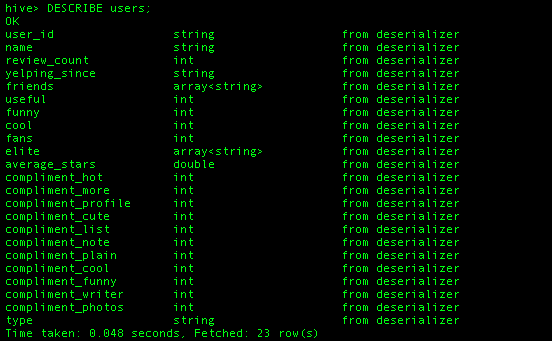 hive> DESCRIBE users;
OK
user_id string from deserializer
name string from deserializer
review_count int from deserializer
yelping_since string from deserializer
friends array<string> from deserializer
useful int from deserializer
funny int from deserializer
cool int from deserializer
fans int from deserializer
elite array<string> from deserializer
average_stars double from deserializer
compliment_hot int from deserializer
compliment_more int from deserializer
compliment_profile int from deserializer
compliment_cute int from deserializer
compliment_list int from deserializer
compliment_note int from deserializer
compliment_plain int from deserializer
compliment_cool int from deserializer
compliment_funny int from deserializer
compliment_writer int from deserializer
compliment_photos int from deserializer
type string from deserializer
Time taken: 0.048 seconds, Fetched: 23 row(s)